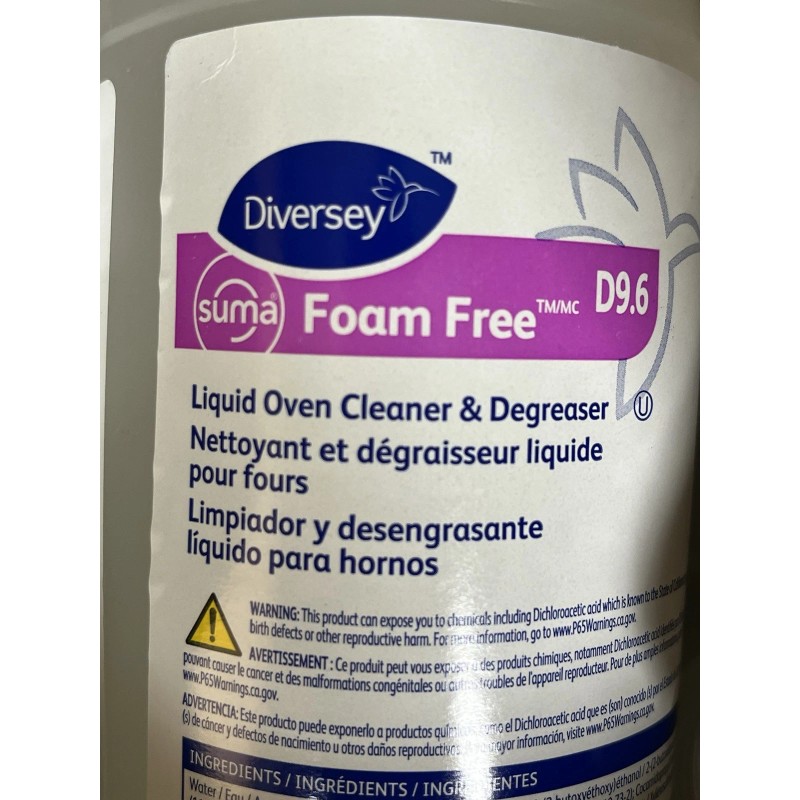 Diversey™
suma®
Foam Free TM/MC D9.6
Liquid Oven Cleaner & Degreaser Ⓤ
Nettoyant et dégraisseur liquide
pour fours
Limpiador y desengrasante
líquido para hornos
WARNING: This product can expose you to chemicals including Dichloroacetic acid which is known to the State of
birth defects or other reproductive harm. For more information, go to www.P65Warnings.ca.gov.
AVERTISSEMENT : Ce produit peut vous exposer à des produits chimiques, notamment Dichloroacetic acid
pouvant causer le cancer et des malformations congénitales ou autres troubles de l'appareil reproducteur. Pour de plus amples
www.P65Warnings.ca.gov.
ADVERTENCIA: Este producto puede exponerlo a productos químicos como el Dichloroacetic acid que es (son) conocido (s) por el
(s) de cáncer y defectos de nacimiento u otros daños reproductivos. mayor información, visite www.P65Warnings.ca.gov.
INGREDIENTS / INGRÉDIENTS / INGREDIENTES
Water / Eau /